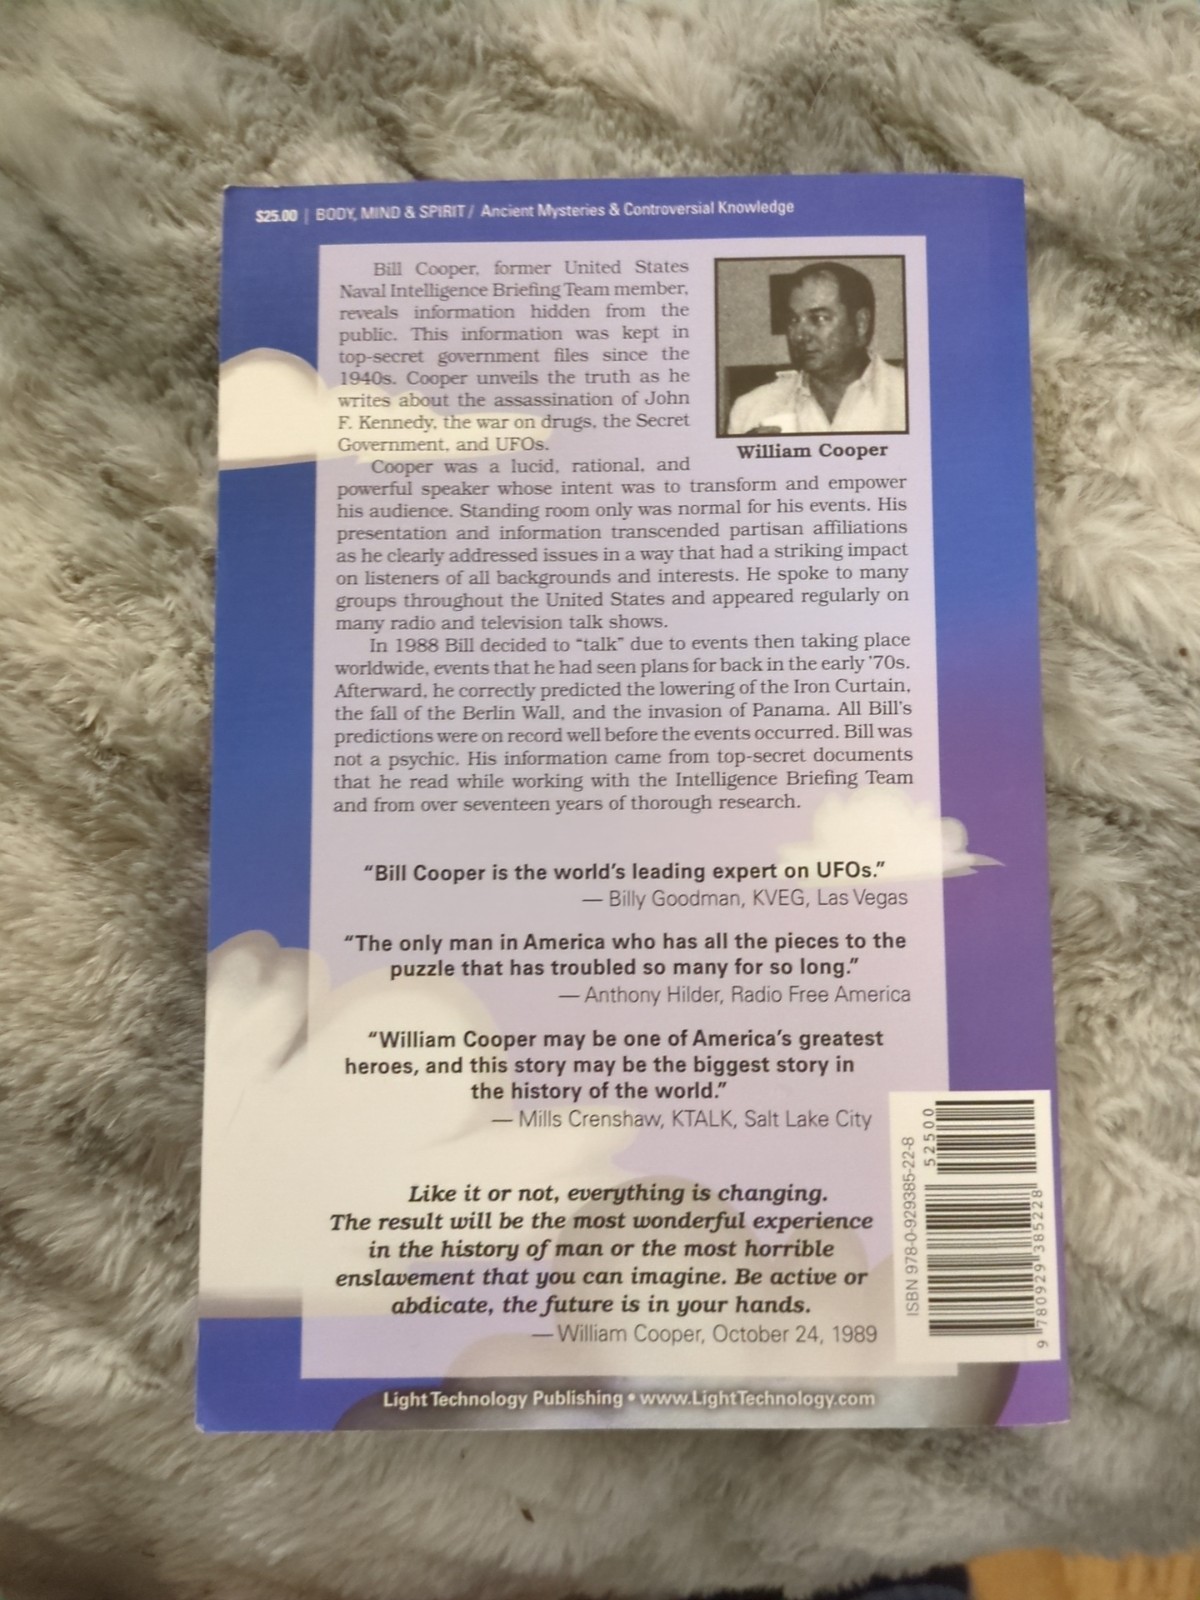 $25.00 | BODY, MIND & SPIRIT / Ancient Mysteries & Controversial Knowledge
Bill Cooper, former United States
Naval Intelligence Briefing Team member,
reveals information hidden from the
public. This information was kept in
top-secret government files since the
1940s. Cooper unveils the truth as he
writes about the assassination of John
F. Kennedy, the war on drugs, the Secret
Government, and UFOs.
William Cooper
Cooper was a lucid, rational, and
powerful speaker whose intent was to transform and empower
his audience. Standing room only was normal for his events. His
presentation and information transcended partisan affiliations
as he clearly addressed issues in a way that had a striking impact
on listeners of all backgrounds and interests. He spoke to many
groups throughout the United States and appeared regularly on
many radio and television talk shows.
In 1988 Bill decided to "talk" due to events then taking place
worldwide, events that he had seen plans for back in the early '70s.
Afterward, he correctly predicted the lowering of the Iron Curtain,
the fall of the Berlin Wall, and the invasion of Panama. All Bill's
predictions were on record well before the events occurred. Bill was
not a psychic. His information came from top-secret documents
that he read while working with the Intelligence Briefing Team
and from over seventeen years of thorough research.
"Bill Cooper is the world's leading expert on UFOs."
— Billy Goodman, KVEG, Las Vegas
"The only man in America who has all the pieces to the
puzzle that has troubled so many for so long."
— Anthony Hilder, Radio Free America
"William Cooper may be one of America's greatest
heroes, and this story may be the biggest story in
the history of the world."
— Mills Crenshaw, KTALK, Salt Lake City
Like it or not, everything is changing.
The result will be the most wonderful experience
in the history of man or the most horrible
enslavement that you can imagine. Be active or
abdicate, the future is in your hands.
— William Cooper, October 24, 1989
ISBN 978-0-929385-22-8
52500
9 780929 385228
Light Technology Publishing • www.LightTechnology.com